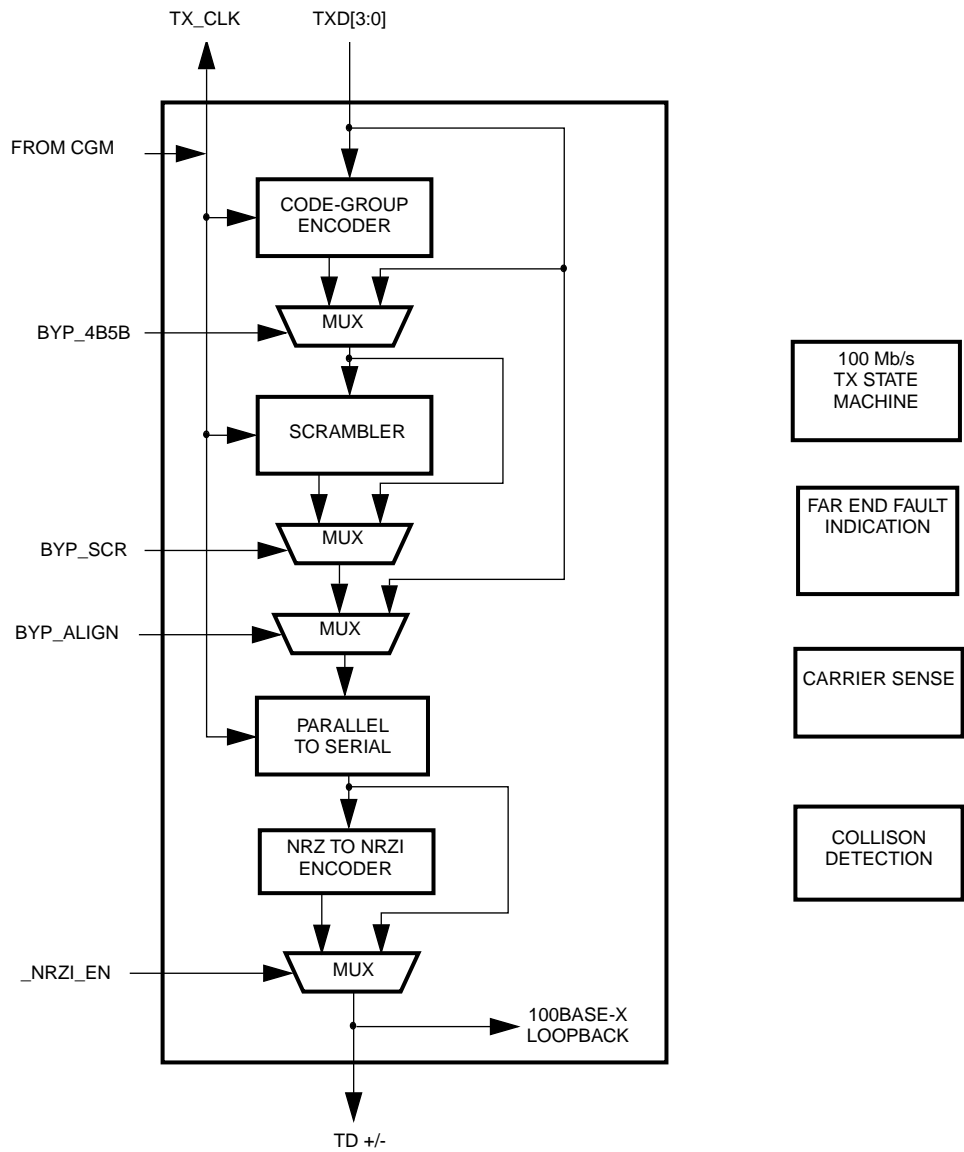 TX_CLK
TXD[3:0]
FROM CGM
CODE-GROUP
ENCODER
MUX
BYP_4B5B
100 Mb/s
TX STATE
MACHINE
SCRAMBLER
FAR END FAULT
INDICATION
MUX
BYP_SCR
MUX
BYP_ALIGN
CARRIER SENSE
PARALLEL
TO SERIAL
NRZ TO NRZI
ENCODER
COLLISON
DETECTION
MUX
_NRZI_EN
100BASE-X
LOOPBACK
TD +/-